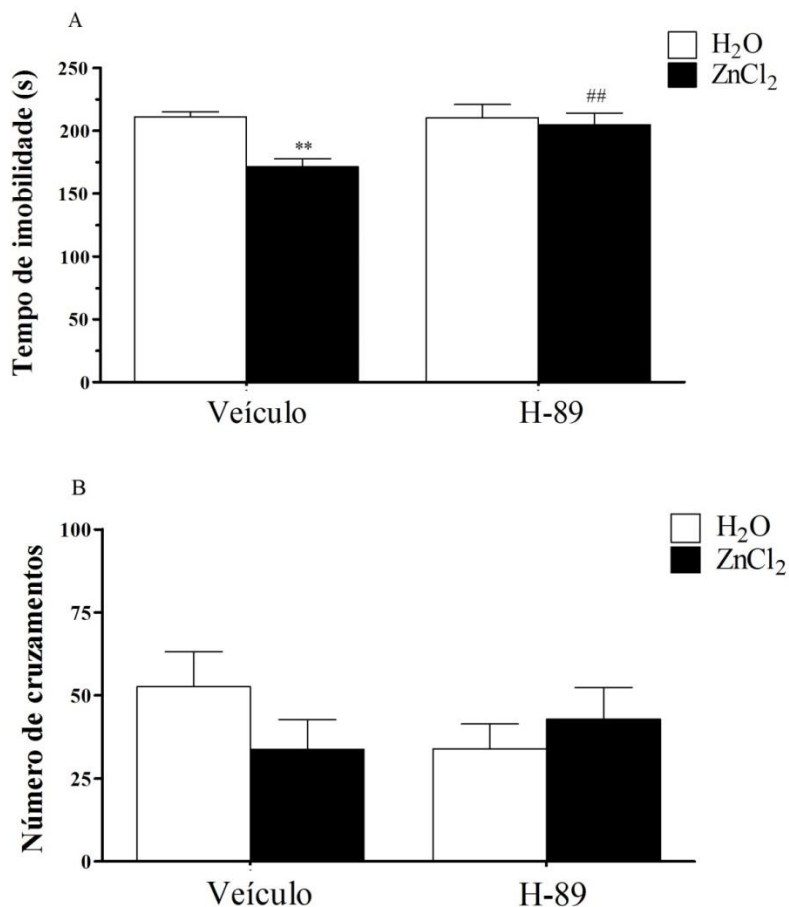 A
H₂O
ZnCl₂
Tempo de imobilidade (s)
250
200
150
100
50
0
**
##
Veículo
H-89
B
H₂O
ZnCl₂
Número de cruzamentos
100
75
50
25
0
Veículo
H-89